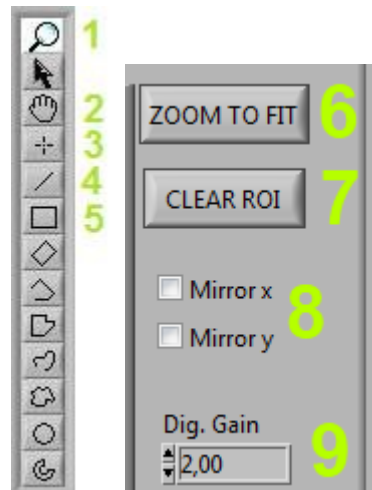 1
2
3
4
5
ZOOM TO FIT 6
CLEAR ROI 7
Mirror x
8
Mirror y
Dig. Gain
2,00 9